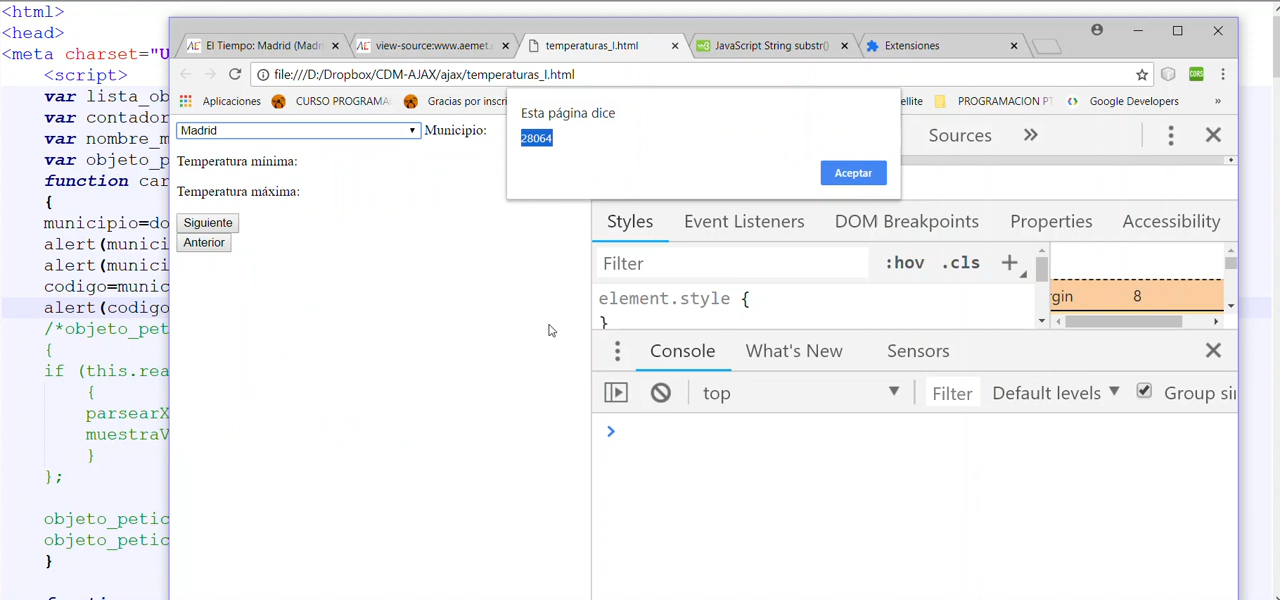 <html>
<head>
<meta charset="U
<script>
var lista_ob
var contador
var nombre_m
var objeto_p
function car
{
municipio=do
alert(munici
alert(munici
codigo=munic
alert(codigo
/*objeto_pet
{
if (this.rea
{
parsearX
muestraV
}
};
objeto_petic
objeto_petic
}
El Tiempo: Madrid (Madr
view-source:www.aemet.
temperaturas_I.html
JavaScript String substr()
Extensiones
file:///D:/Dropbox/CDM-AJAX/ajax/temperaturas_I.html
CORS
Aplicaciones
CURSO PROGRAMA
Gracias por inscri
ellite
PROGRAMACION PT
Google Developers
»
Madrid
Municipio:
Temperatura mínima:
Temperatura máxima:
Siguiente
Anterior
Esta página dice
28064
Aceptar
Sources
»
Styles
Event Listeners
DOM Breakpoints
Properties
Accessibility
Filter
:hov
.cls
+
element.style {
}
rgin
8
Console
What's New
Sensors
top
Filter
Default levels
Group sin
>